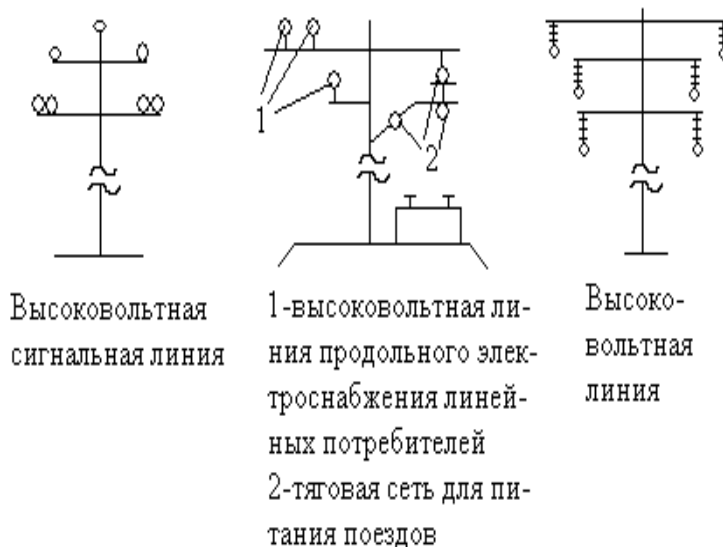 1
2
Высоковольтная
сигнальная линия
1-высоковольтная ли-
ния продольного элек-
троснабжения линей-
ных потребителей
2-тяговая сеть для пи-
тания поездов
Высоко-
вольтная
линия